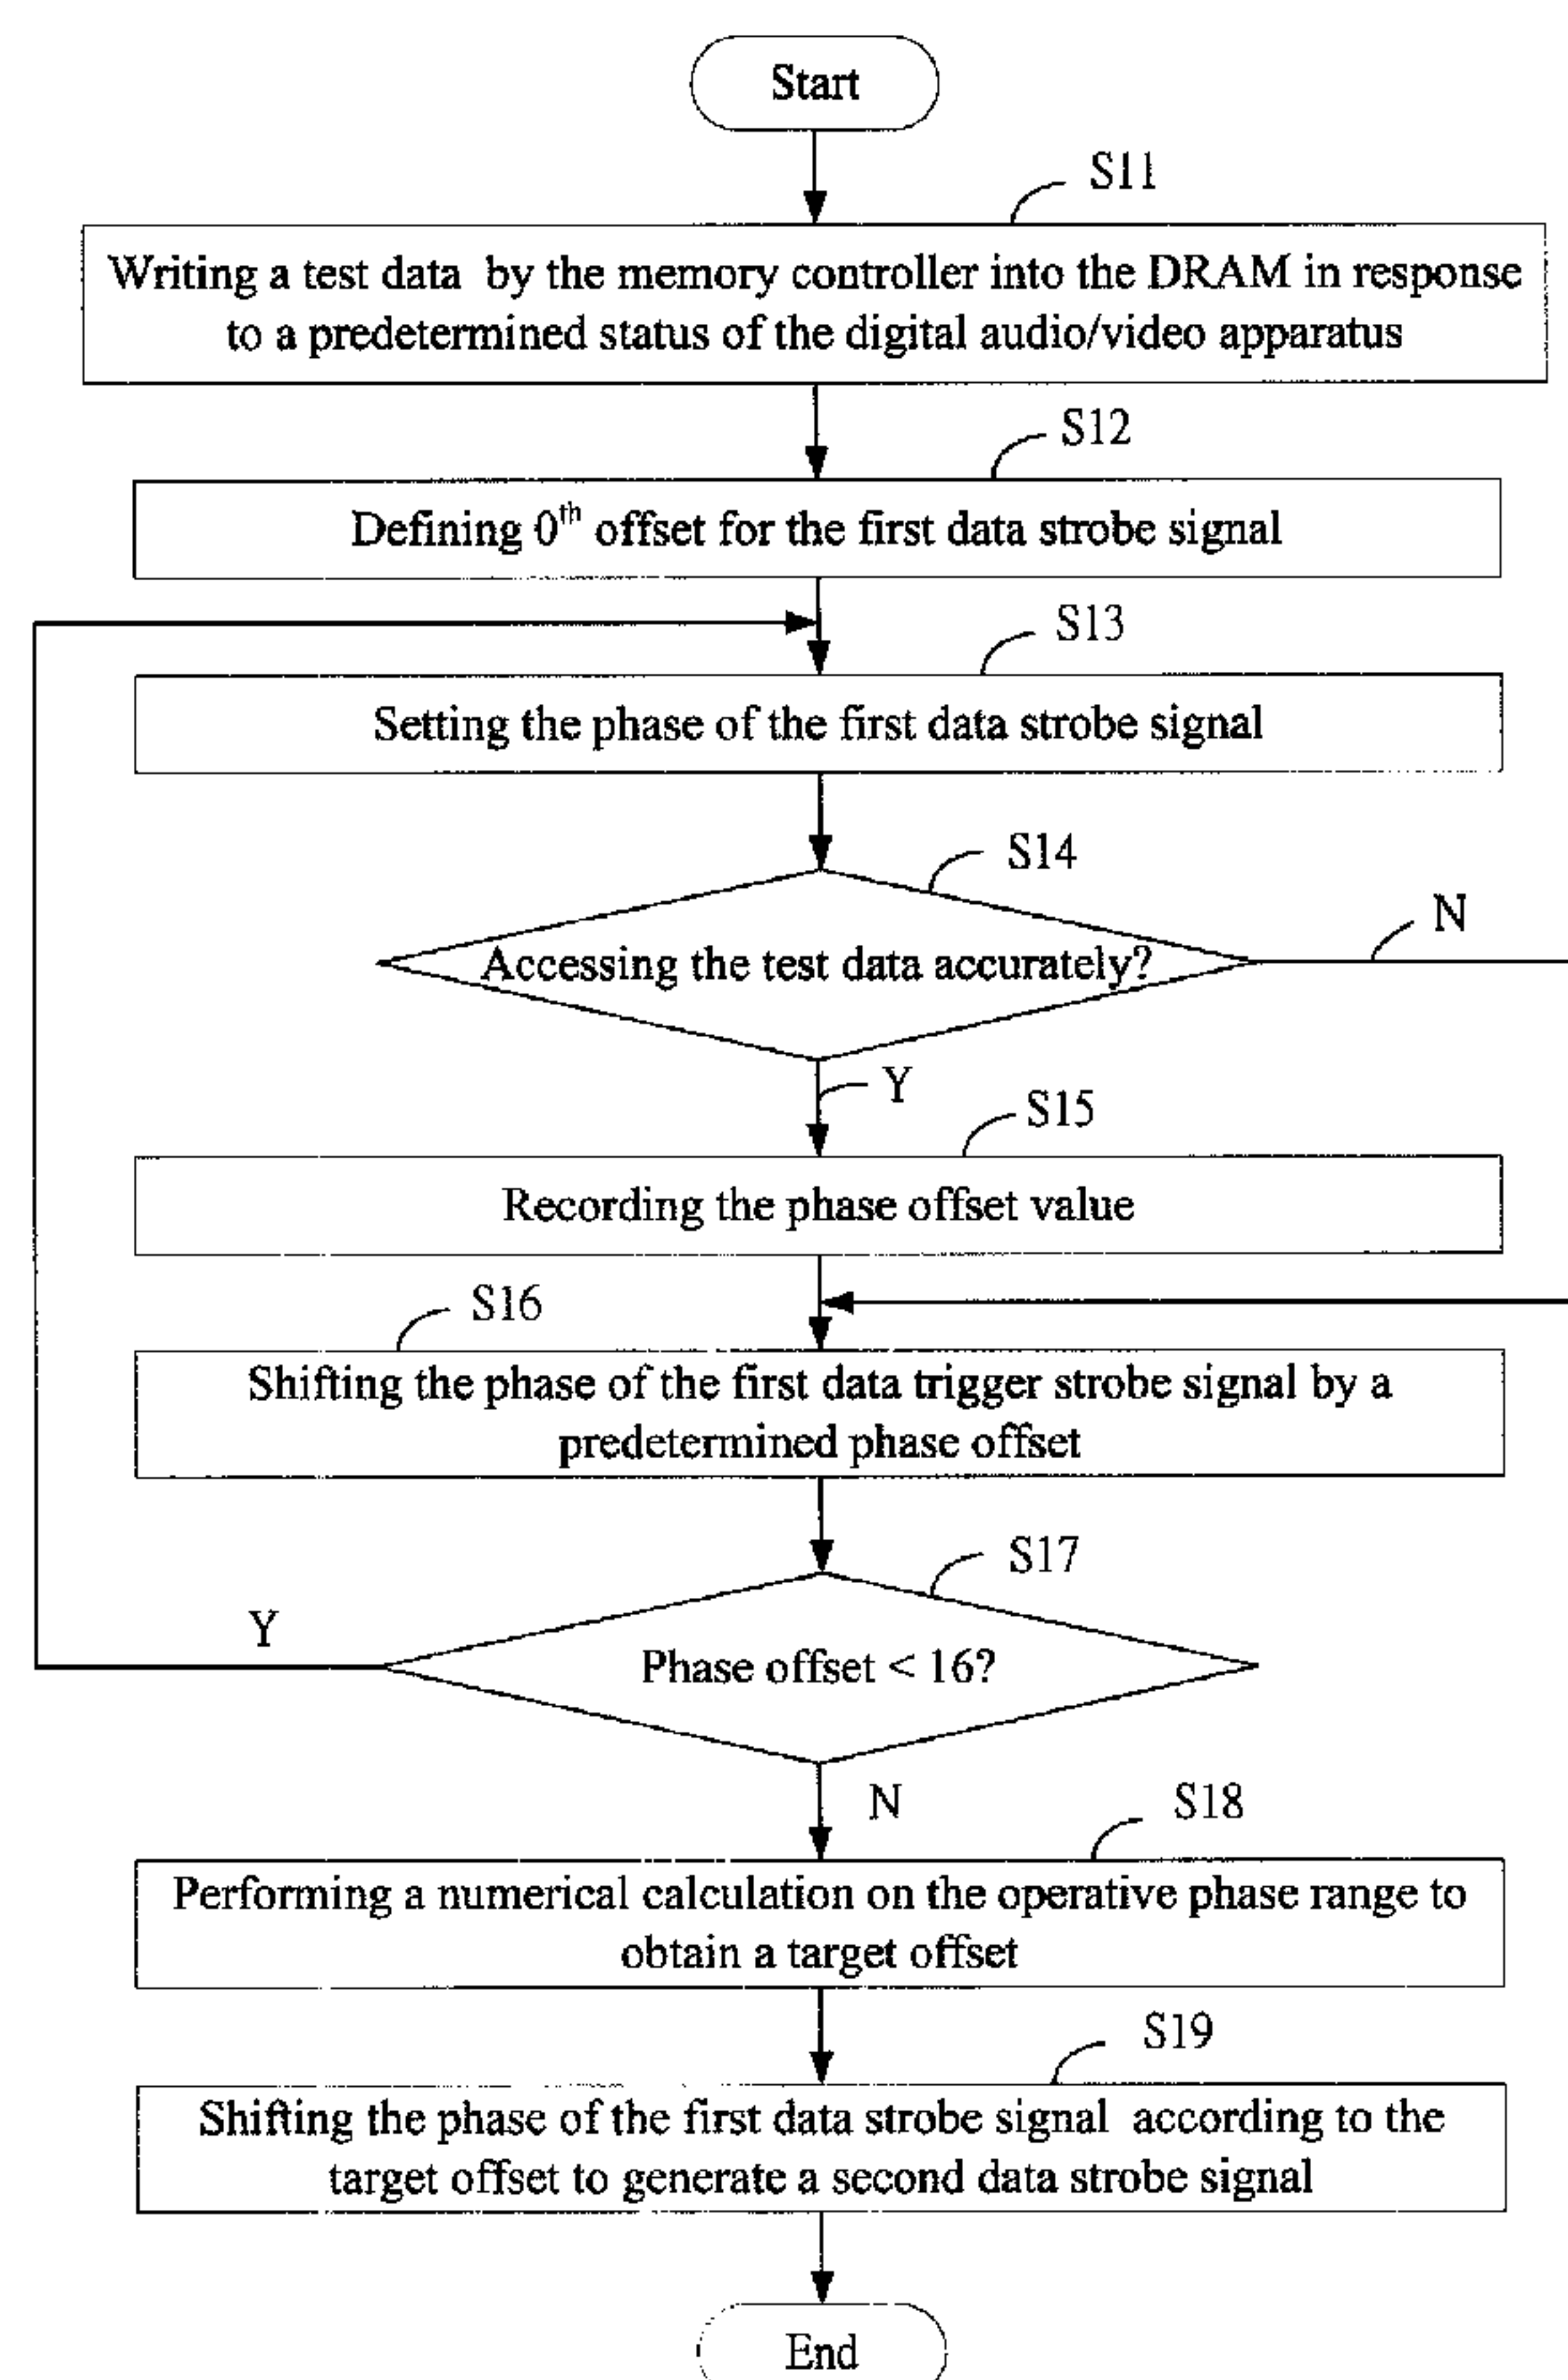 Start
S11
Writing a test data by the memory controller into the DRAM in response
to a predetermined status of the digital audio/video apparatus
S12
Defining 0th offset for the first data strobe signal
S13
Setting the phase of the first data strobe signal
S14
N
Accessing the test data accurately?
Y
S15
Recording the phase offset value
S16
Shifting the phase of the first data trigger strobe signal by a
predetermined phase offset
S17
Y
Phase offset < 16?
N
S18
Performing a numerical calculation on the operative phase range to
obtain a target offset
S19
Shifting the phase of the first data strobe signal according to the
target offset to generate a second data strobe signal
End